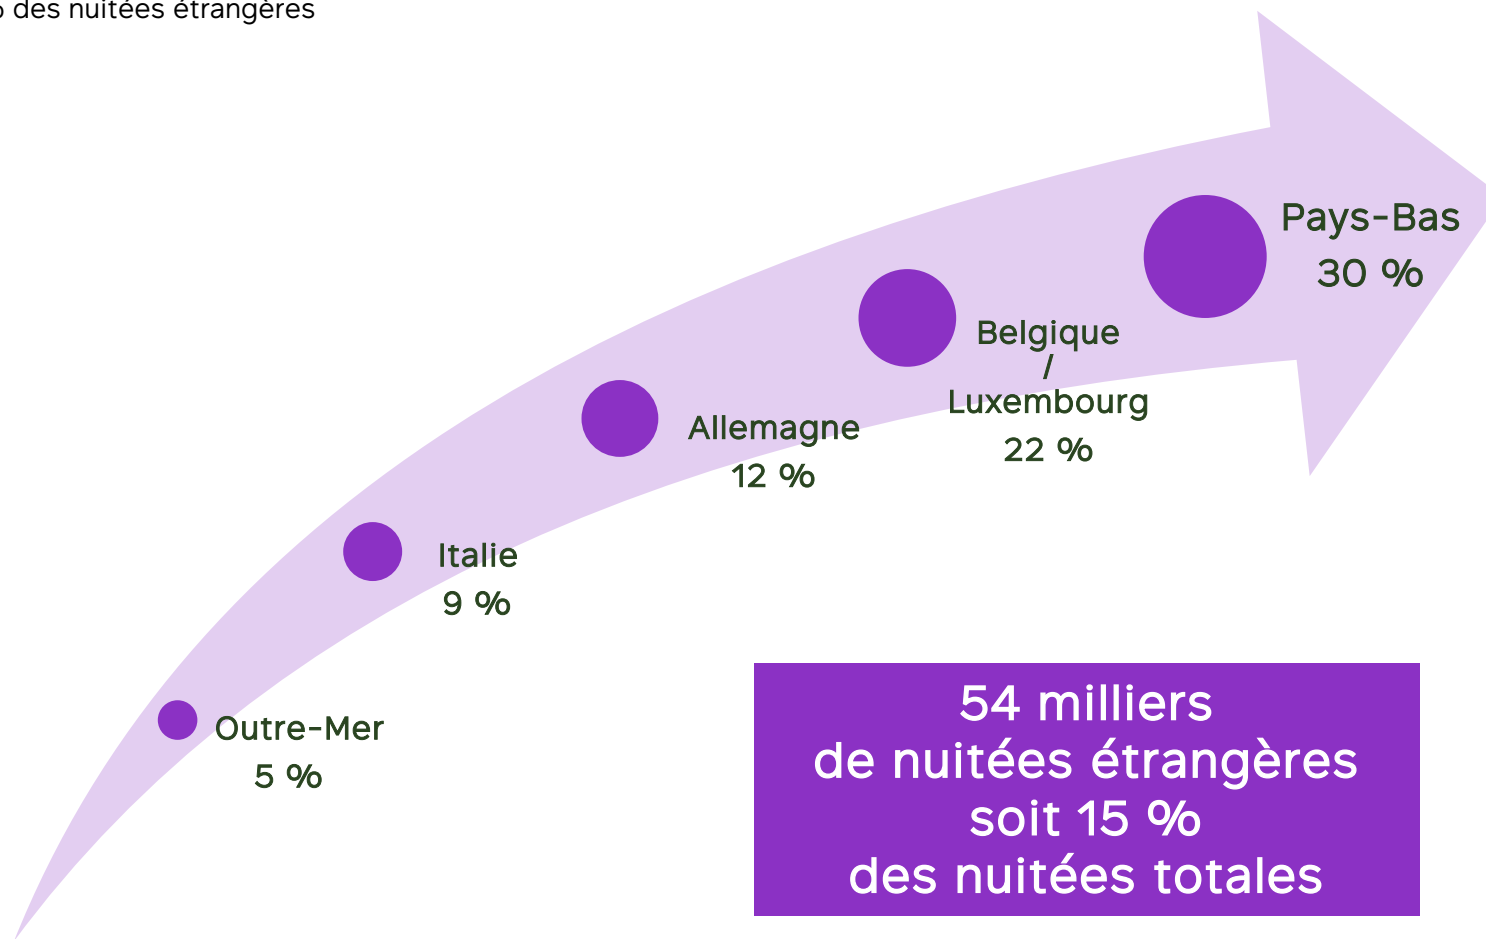 % des nuitées étrangères
Pays-Bas
30 %
Belgique
/
Luxembourg
22 %
Allemagne
12 %
Italie
9 %
Outre-Mer
5 %
54 milliers
de nuitées étrangères
soit 15 %
des nuitées totales